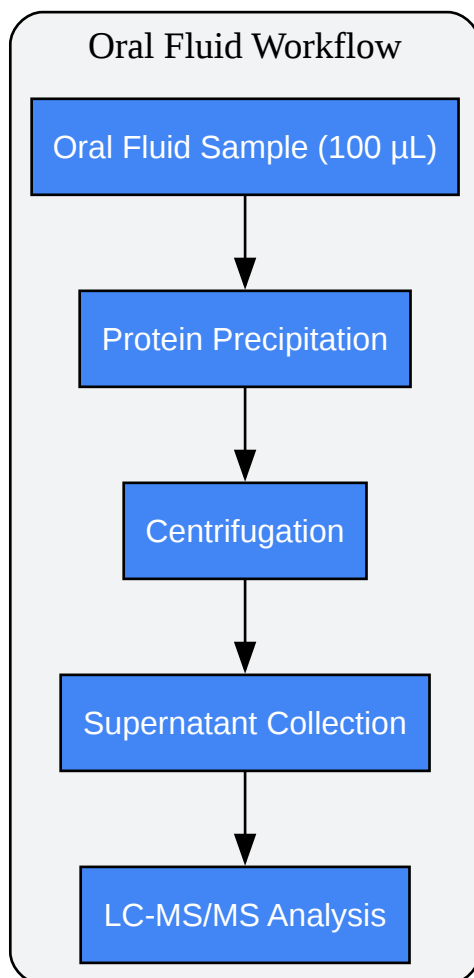 Oral Fluid Workflow
Oral Fluid Sample (100 µL)
Protein Precipitation
Centrifugation
Supernatant Collection
LC-MS/MS Analysis